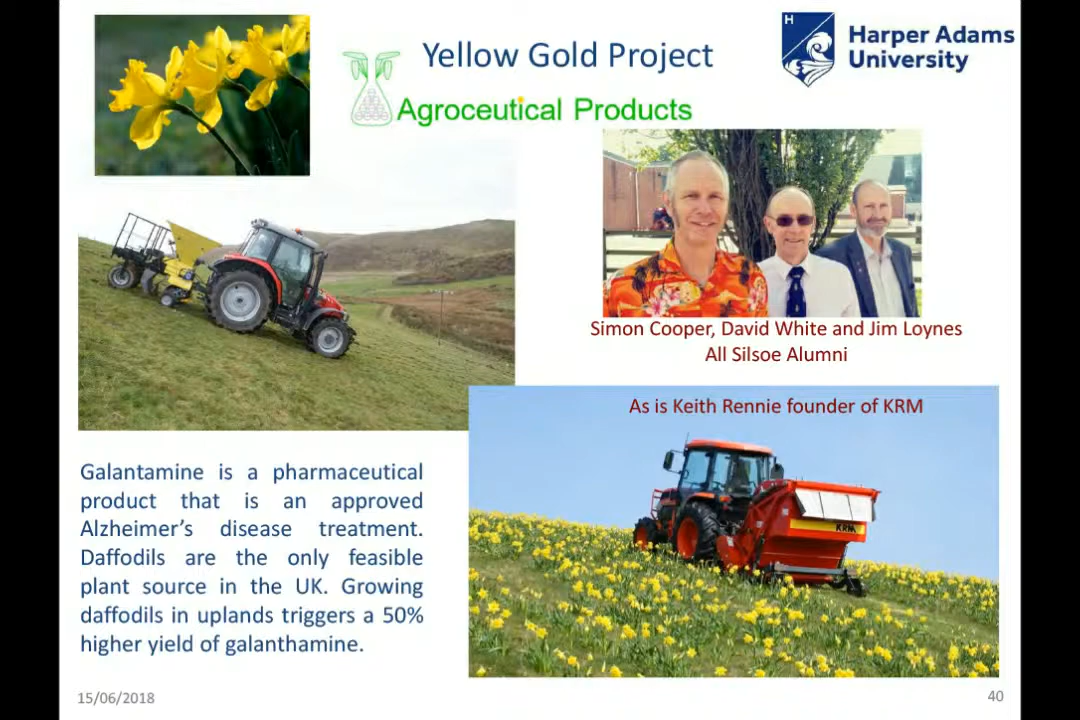 Yellow Gold Project
H
Harper Adams
University
Agroceutical Products
Simon Cooper, David White and Jim Loynes
All Silsoe Alumni
As is Keith Rennie founder of KRM
KRM
Galantamine is a pharmaceutical
product that is an approved
Alzheimer’s disease treatment.
Daffodils are the only feasible
plant source in the UK. Growing
daffodils in uplands triggers a 50%
higher yield of galanthamine.
15/06/2018
40